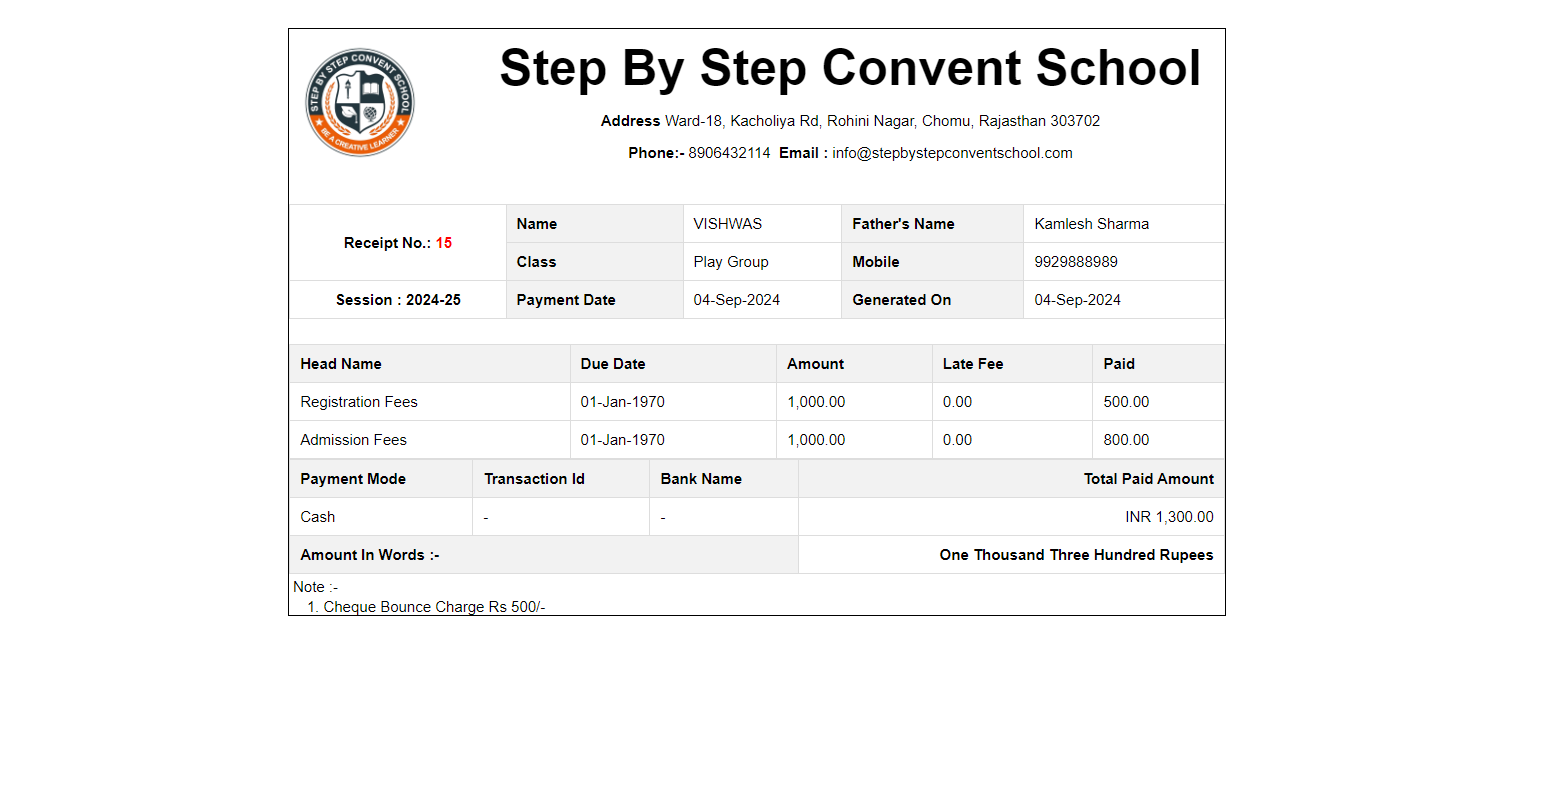 STEP BY STEP CONVENT SCHOOL
BE A CREATIVE LEARNER
Step By Step Convent School
Address Ward-18, Kacholiya Rd, Rohini Nagar, Chomu, Rajasthan 303702
Phone:- 8906432114 Email : info@stepbystepconventschool.com
Receipt No.: 15
Name VISHWAS Father's Name Kamlesh Sharma
Class Play Group Mobile 9929888989
Session : 2024-25 Payment Date 04-Sep-2024 Generated On 04-Sep-2024
Head Name Due Date Amount Late Fee Paid
Registration Fees 01-Jan-1970 1,000.00 0.00 500.00
Admission Fees 01-Jan-1970 1,000.00 0.00 800.00
Payment Mode Transaction Id Bank Name Total Paid Amount
Cash - - INR 1,300.00
Amount In Words :- One Thousand Three Hundred Rupees
Note :-
1. Cheque Bounce Charge Rs 500/-